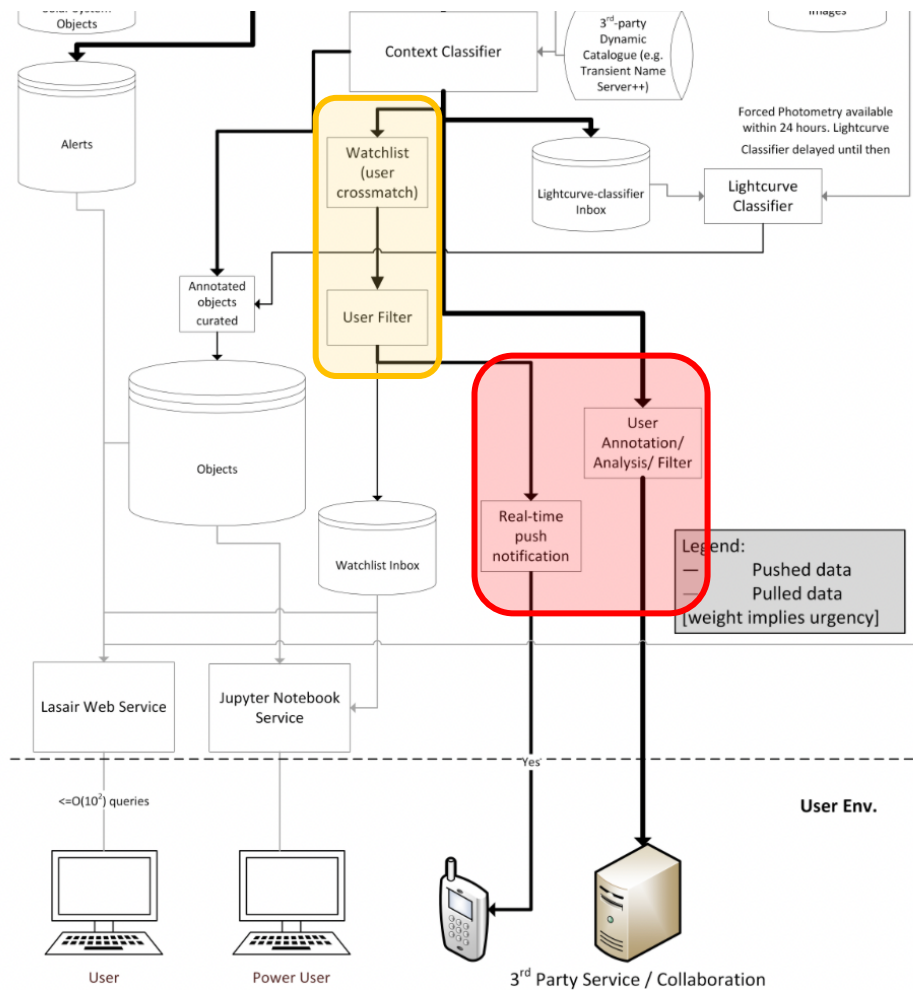 Objects
Images
3rd-party
Dynamic
Catalogue (e.g.
Transient Name
Server++)
Context Classifier
Alerts
Forced Photometry available
within 24 hours. Lightcurve
Classifier delayed until then
Watchlist
(user
crossmatch)
Lightcurve-classifier
Inbox
Lightcurve
Classifier
Annotated
objects
curated
User Filter
User
Annotation/
Analysis/ Filter
Objects
Real-time
push
notification
Watchlist Inbox
Legend:
— Pushed data
— Pulled data
[weight implies urgency]
Lasair Web Service
Jupyter Notebook
Service
Yes
<=O(10²) queries
User Env.
User
Power User
3rd Party Service / Collaboration